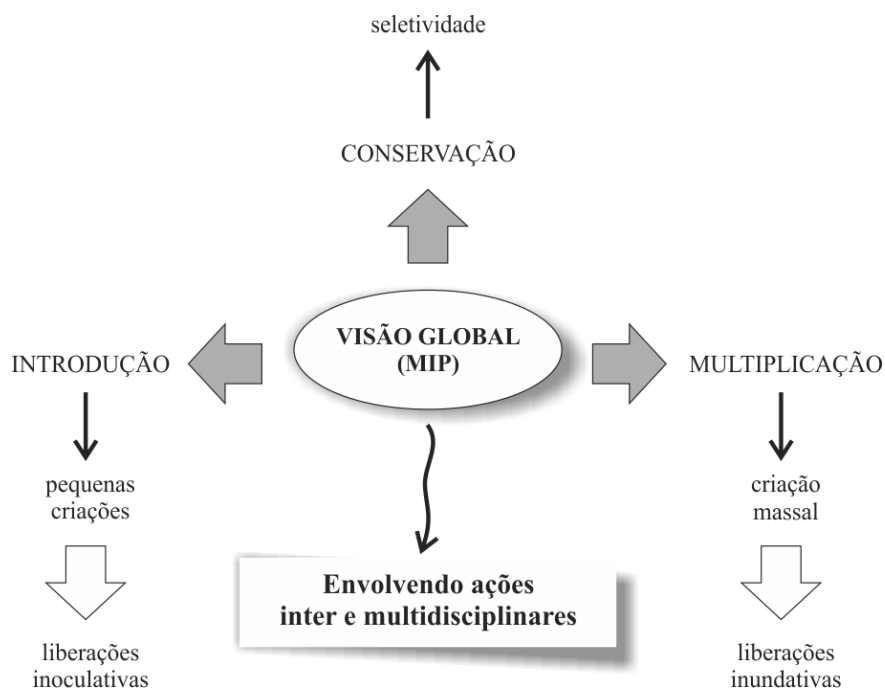 seletividade
CONSERVAÇÃO
VISÃO GLOBAL
(MIP)
INTRODUÇÃO
MULTIPLICAÇÃO
pequenas
criações
criação
massal
Envolvendo ações
inter e multidisciplinares
liberações
inoculativas
liberações
inundativas